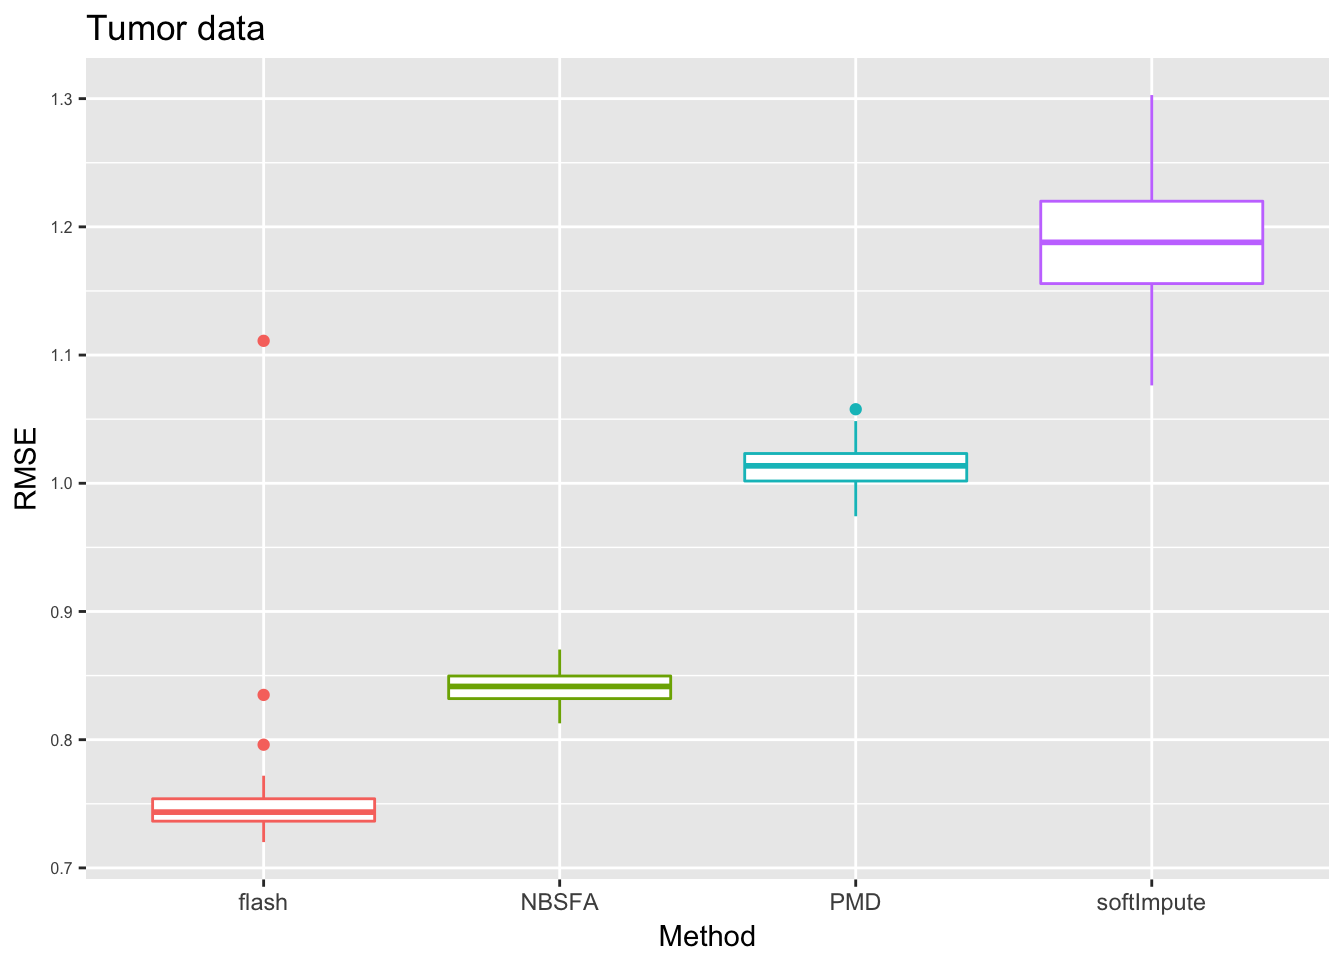 Tumor data
1.3
1.2
1.1
1.0
0.9
0.8
0.7
RMSE
flash NBSFA PMD softImpute
Method